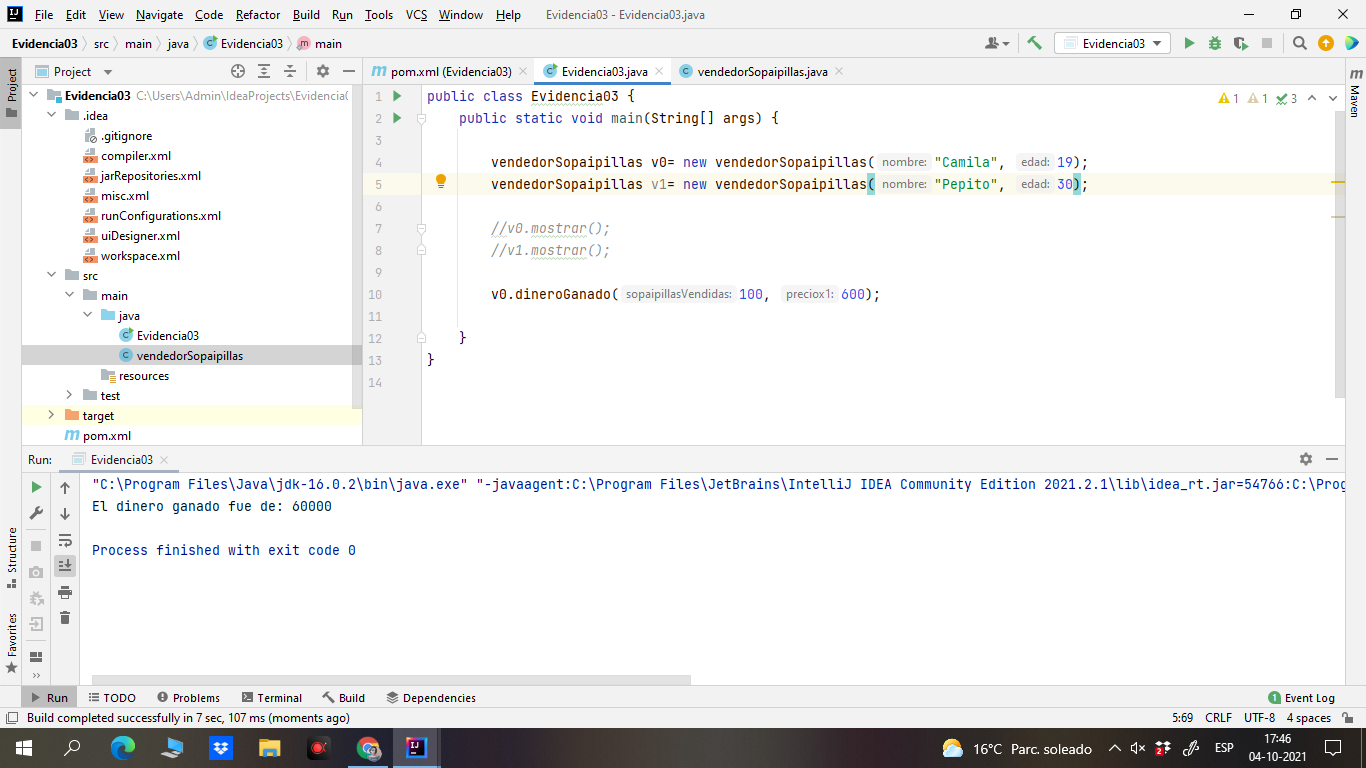 File Edit View Navigate Code Refactor Build Run Tools VCS Window Help Evidencia03 - Evidencia03.java
Evidencia03 src main java Evidencia03 main Evidencia03
Project
Project
pom.xml (Evidencia03) Evidencia03.java vendedorSopaipillas.java
Maven
Evidencia03 C:\Users\Admin\IdeaProjects\Evidencia0
.idea
.gitignore
compiler.xml
jarRepositories.xml
misc.xml
runConfigurations.xml
uiDesigner.xml
workspace.xml
src
main
java
Evidencia03
vendedorSopaipillas
resources
test
target
pom.xml
1 1 3
1 public class Evidencia03 {
2 public static void main(String[] args) {
3
4 vendedorSopaipillas v0= new vendedorSopaipillas( nombre: "Camila", edad: 19);
5 vendedorSopaipillas v1= new vendedorSopaipillas( nombre: "Pepito", edad: 30);
6
7 //v0.mostrar();
8 //v1.mostrar();
9
10 v0.dineroGanado( sopaipillasVendidas: 100, preciox1: 600);
11
12 }
13 }
14
Run: Evidencia03
"C:\Program Files\Java\jdk-16.0.2\bin\java.exe" "-javaagent:C:\Program Files\JetBrains\IntelliJ IDEA Community Edition 2021.2.1\lib\idea_rt.jar=54766:C:\Prog
El dinero ganado fue de: 60000
Process finished with exit code 0
Structure
Favorites
Run TODO Problems Terminal Build Dependencies 1 Event Log
Build completed successfully in 7 sec, 107 ms (moments ago) 5:69 CRLF UTF-8 4 spaces
16°C Parc. soleado ESP 17:46
04-10-2021